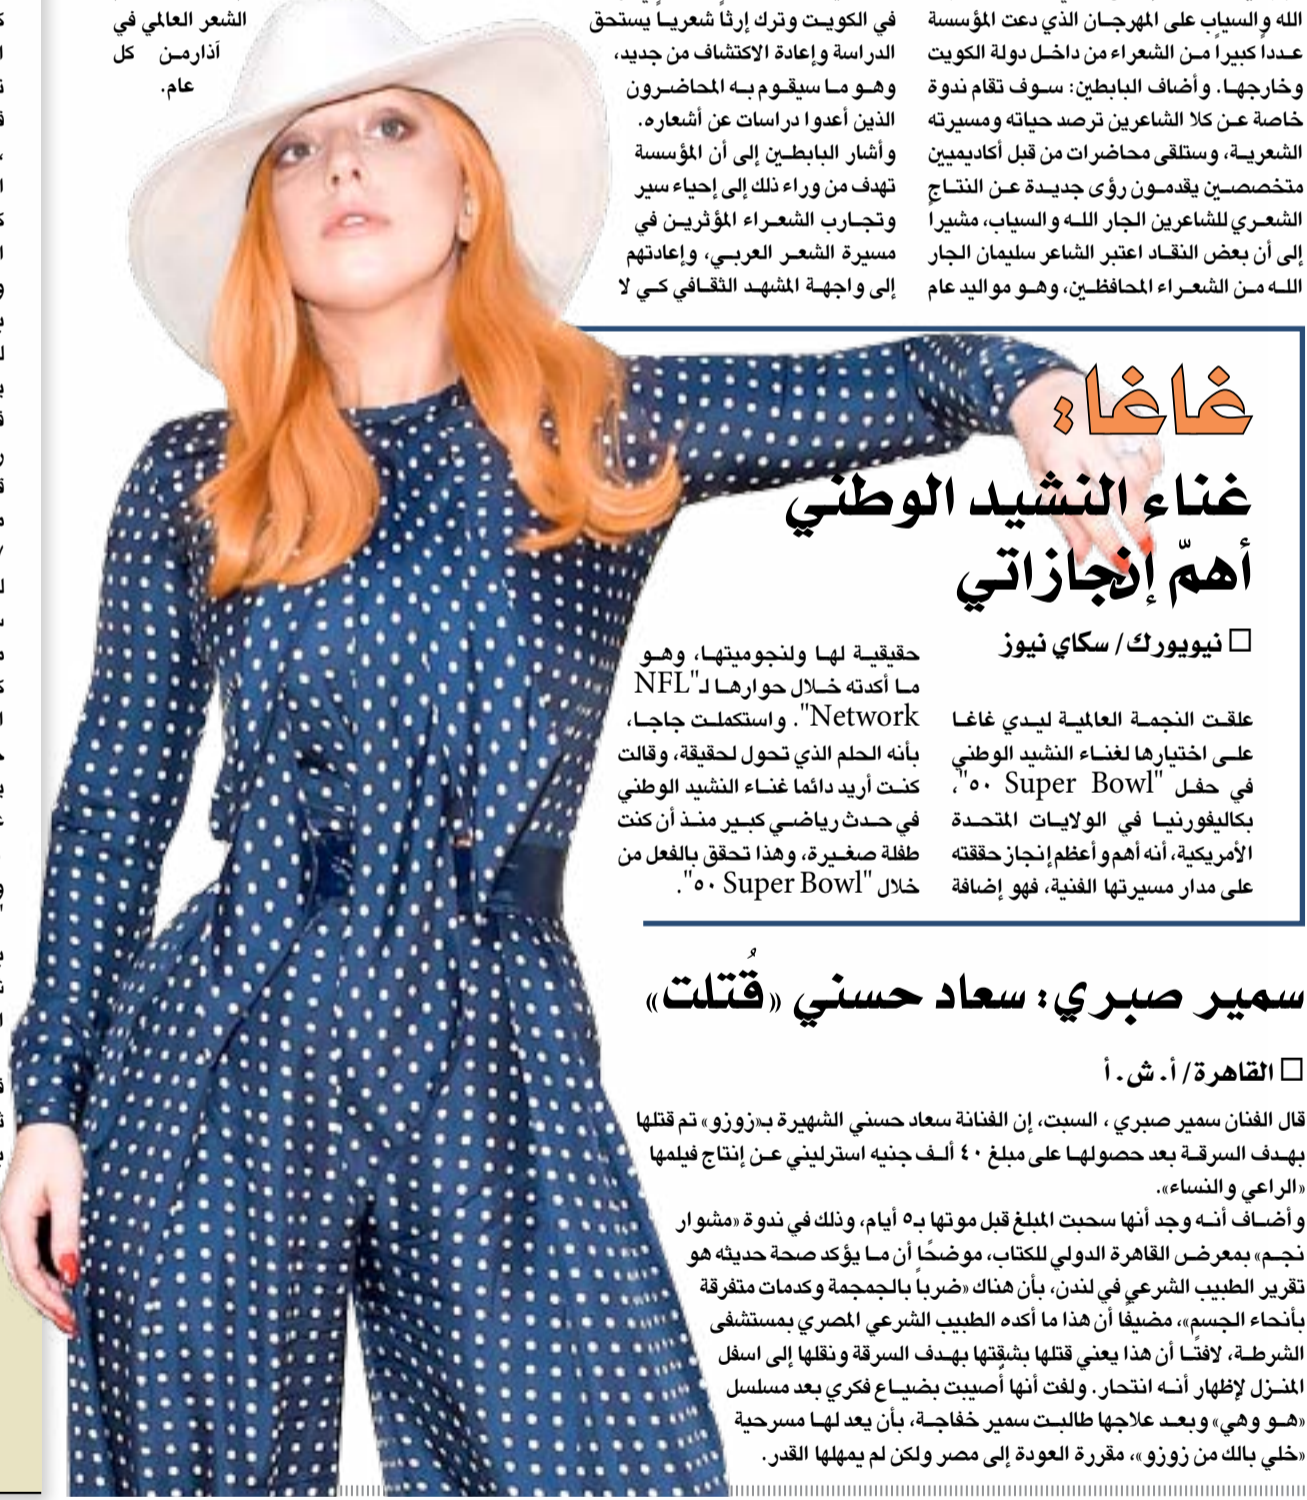 الله والسياب على المهرجان الذي دعت المؤسسة
عدداً كبيراً من الشعراء من داخل دولة الكويت
وخارجها. وأضاف البابطين: سوف تقام ندوة
خاصة عن كلا الشاعرين ترصد حياته ومسيرته
الشعرية، وستلقى محاضرات من قبل أكاديميين
متخصصين يقدمون رؤى جديدة عن النتاج
الشعري للشاعرين الجار الله والسياب، مشيراً
إلى أن بعض النقاد اعتبر الشاعر سليمان الجار
الله من الشعراء المحافظين، وهو مواليد عام
في الكويت وترك إرثاً شعرياً يستحق
الدراسة وإعادة الاكتشاف من جديد،
وهو ما سيقوم به المحاضرون
الذين أعدوا دراسات عن أشعاره.
وأشار البابطين إلى أن المؤسسة
تهدف من وراء ذلك إلى إحياء سير
وتجارب الشعراء المؤثرين في
مسيرة الشعر العربي، وإعادتهم
إلى واجهة المشهد الثقافي كي لا
الشعر العالمي في
آذارمن كل
عام.
غاغا:
غناء النشيد الوطني
أهمّ إنجازاتي
□ نيويورك/ سكاي نيوز
علقت النجمة العالمية ليدي غاغا
على اختيارها لغناء النشيد الوطني
في حفل "Super Bowl ٥٠"،
بكاليفورنيا في الولايات المتحدة
الأمريكية، أنه أهم وأعظم إنجاز حققته
على مدار مسيرتها الفنية، فهو إضافة
حقيقية لها ولنجوميتها، وهو
ما أكدته خلال حوارها لـ"NFL
Network". واستكملت جاجا،
بأنه الحلم الذي تحول لحقيقة، وقالت
كنت أريد دائما غناء النشيد الوطني
في حدث رياضي كبير منذ أن كنت
طفلة صغيرة، وهذا تحقق بالفعل من
خلال "Super Bowl ٥٠".
سمير صبري: سعاد حسني «قُتلت»
□ القاهرة/ أ. ش. أ
قال الفنان سمير صبري ، السبت، إن الفنانة سعاد حسني الشهيرة بـ«زوزو» تم قتلها
بهدف السرقة بعد حصولها على مبلغ ٤٠ ألف جنيه استرليني عن إنتاج فيلمها
«الراعي والنساء».
وأضاف أنه وجد أنها سحبت المبلغ قبل موتها بـ٥ أيام، وذلك في ندوة «مشوار
نجم» بمعرض القاهرة الدولي للكتاب، موضحًا أن ما يؤكد صحة حديثه هو
تقرير الطبيب الشرعي في لندن، بأن هناك «ضرباً بالجمجمة وكدمات متفرقة
بأنحاء الجسم»، مضيفًا أن هذا ما أكده الطبيب الشرعي المصري بمستشفى
الشرطة، لافتًا أن هذا يعني قتلها بشقتها بهدف السرقة ونقلها إلى اسفل
المنزل لإظهار أنه انتحار. ولفت أنها أصيبت بضياع فكري بعد مسلسل
«هو وهي» وبعد علاجها طالبت سمير خفاجة، بأن يعد لها مسرحية
«خلي بالك من زوزو»، مقررة العودة إلى مصر ولكن لم يمهلها القدر.